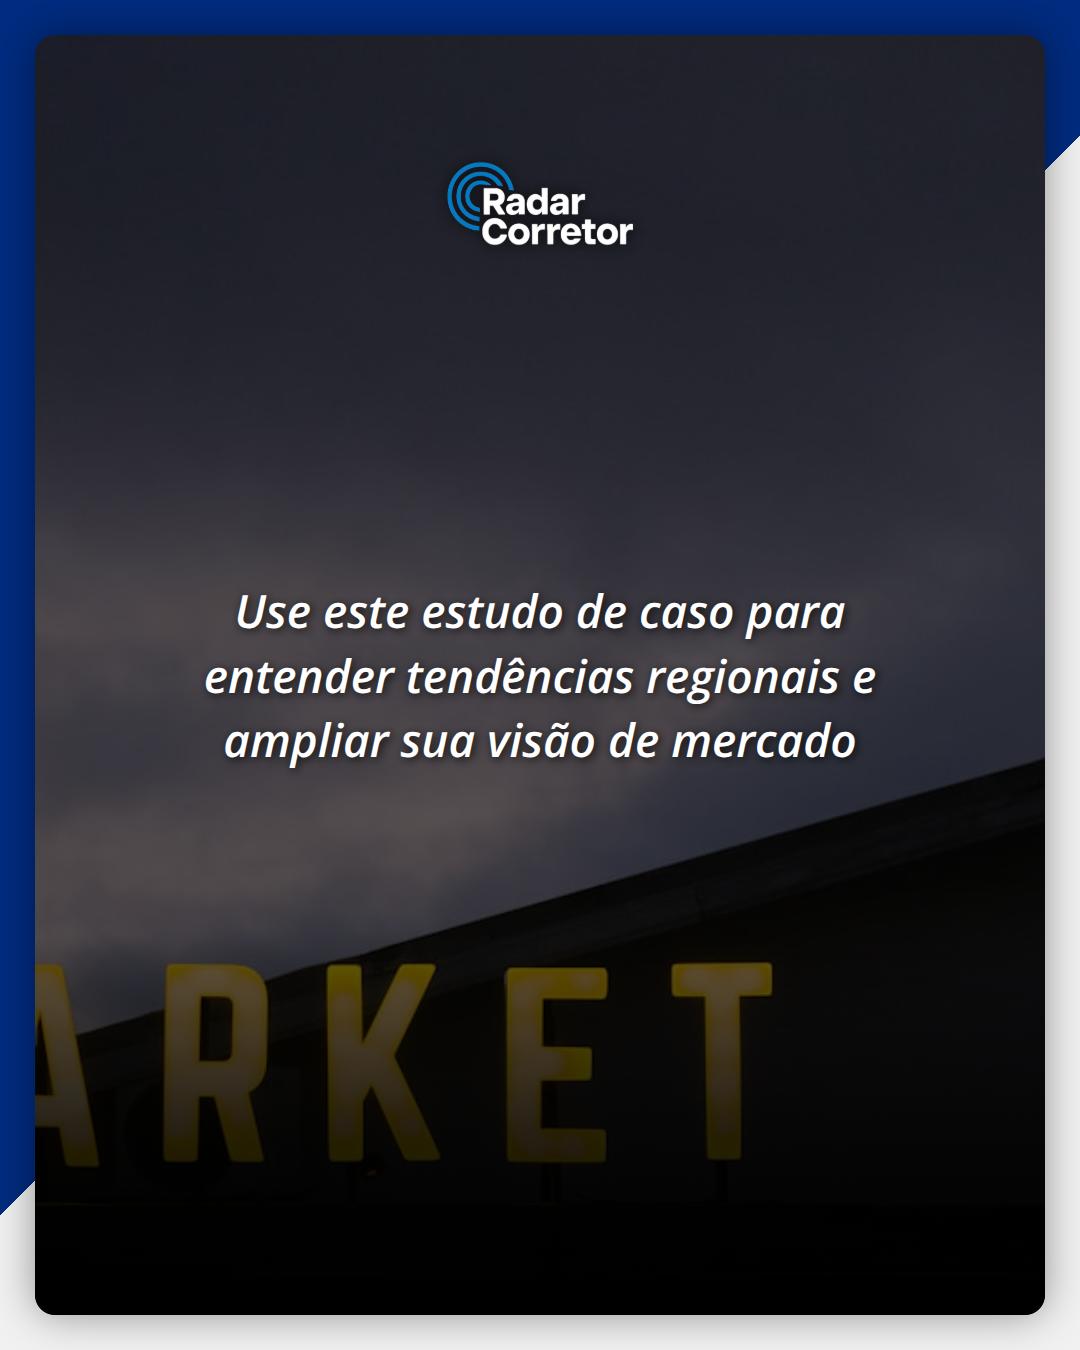 Radar
Corretor
Use este estudo de caso para
entender tendências regionais e
ampliar sua visão de mercado
ARKET